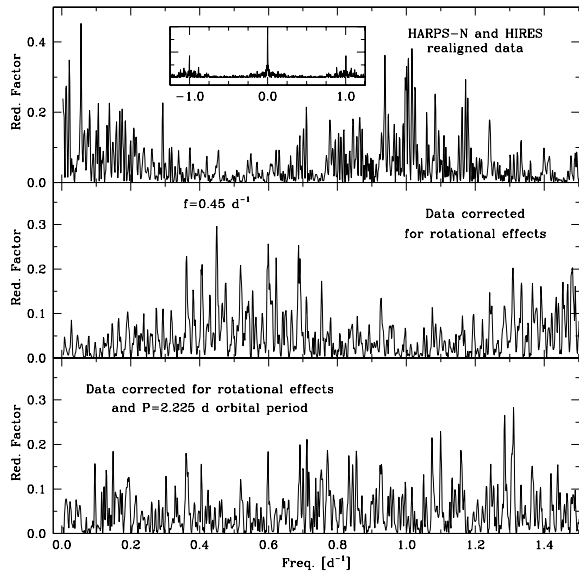 HARPS-N and HIRES
realigned data
0.4
0.2
0.0
Red. Factor
-1.0
0.0
1.0
f=0.45 d⁻¹
Data corrected
for rotational effects
0.3
0.2
0.1
0.0
Red. Factor
Data corrected for rotational effects
and P=2.225 d orbital period
0.3
0.2
0.1
0.0
Red. Factor
0.0 0.2 0.4 0.6 0.8 1.0 1.2 1.4
Freq. [d⁻¹]